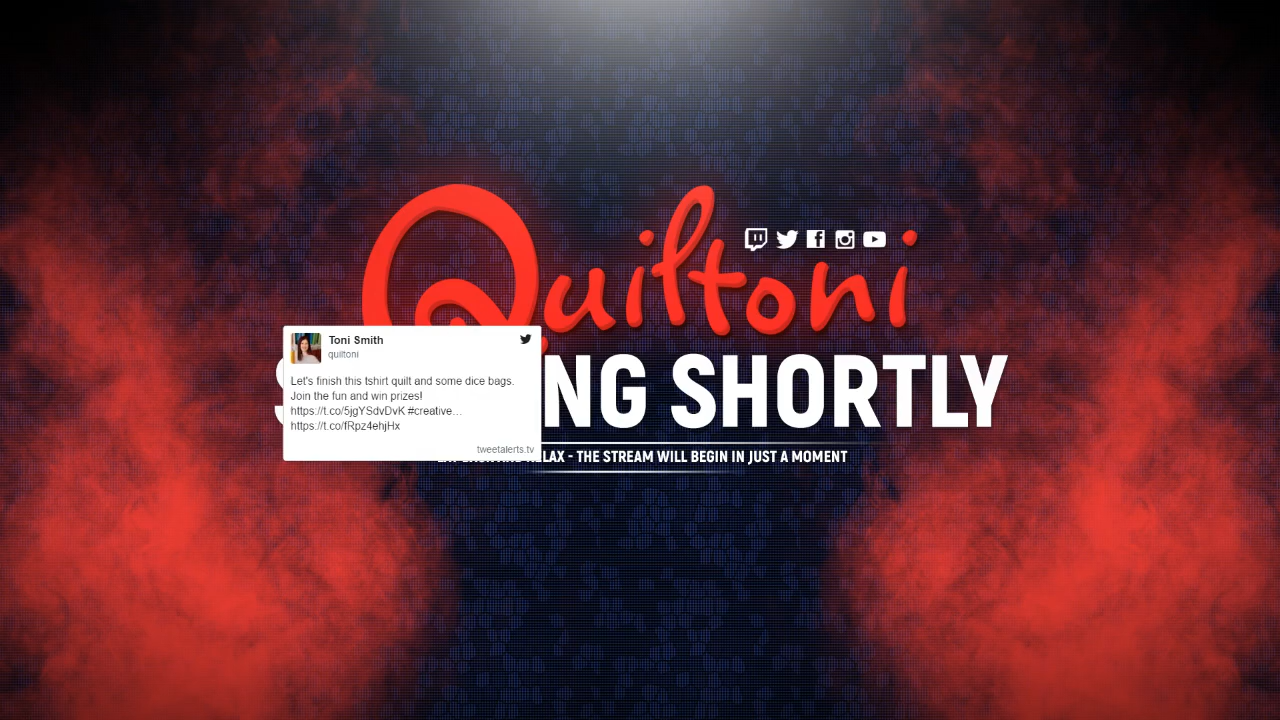 Quiltoni
Toni Smith
quiltoni
Let's finish this tshirt quilt and some dice bags.
Join the fun and win prizes!
https://t.co/5jgYSdvDvK #creative…
https://t.co/fRpz4ehjHx
tweetalerts.tv
NG SHORTLY
LAX - THE STREAM WILL BEGIN IN JUST A MOMENT